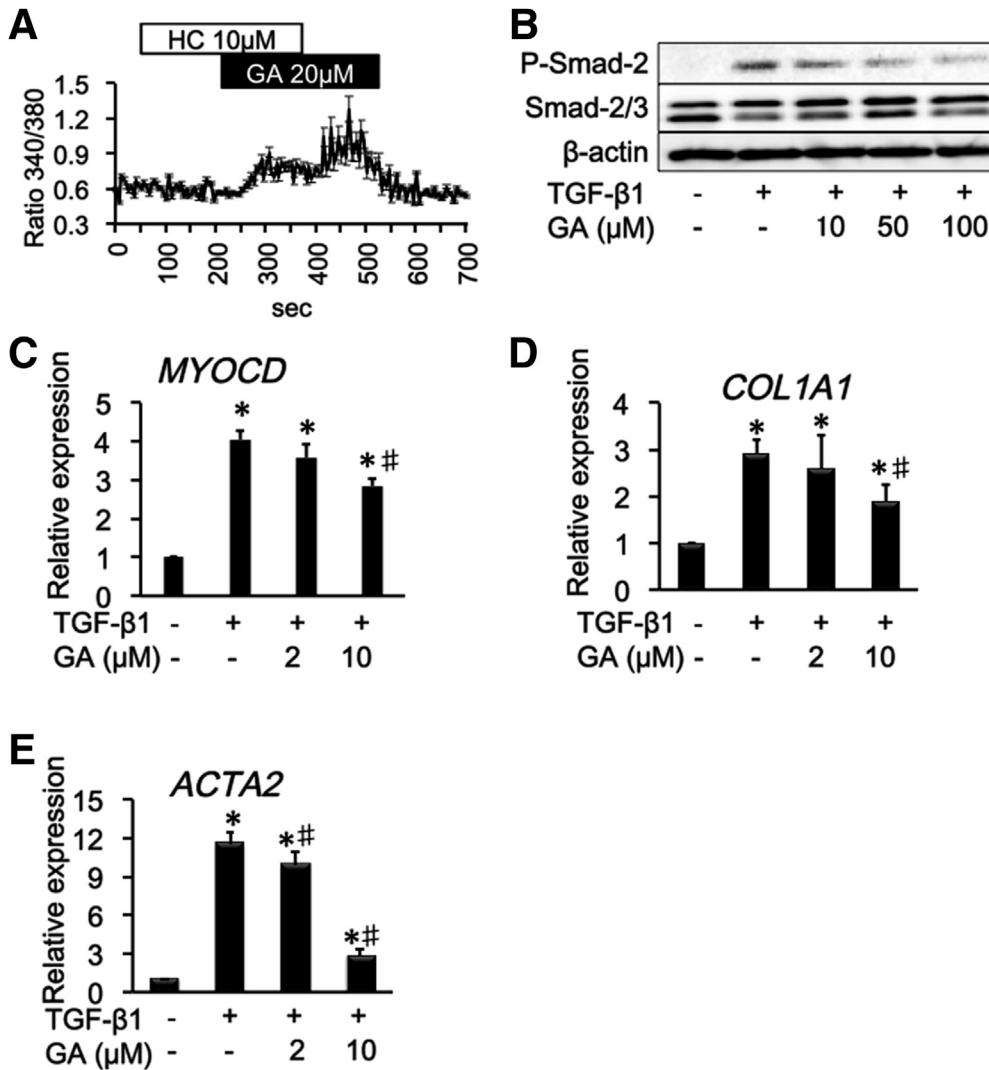 A
HC 10µM
GA 20µM
Ratio 340/380
1.5
1.2
0.9
0.6
0.3
0 100 200 300 400 500 600 700
sec
B
P-Smad-2
Smad-2/3
β-actin
TGF-β1 - + + + +
GA (µM) - - 10 50 100
C
MYOCD
Relative expression
5
4
3
2
1
0
* * *#
TGF-β1 - + + +
GA (µM) - - 2 10
D
COL1A1
Relative expression
4
3
2
1
0
* * *#
TGF-β1 - + + +
GA (µM) - - 2 10
E
ACTA2
Relative expression
15
12
9
6
3
0
* *# *#
TGF-β1 - + + +
GA (µM) - - 2 10